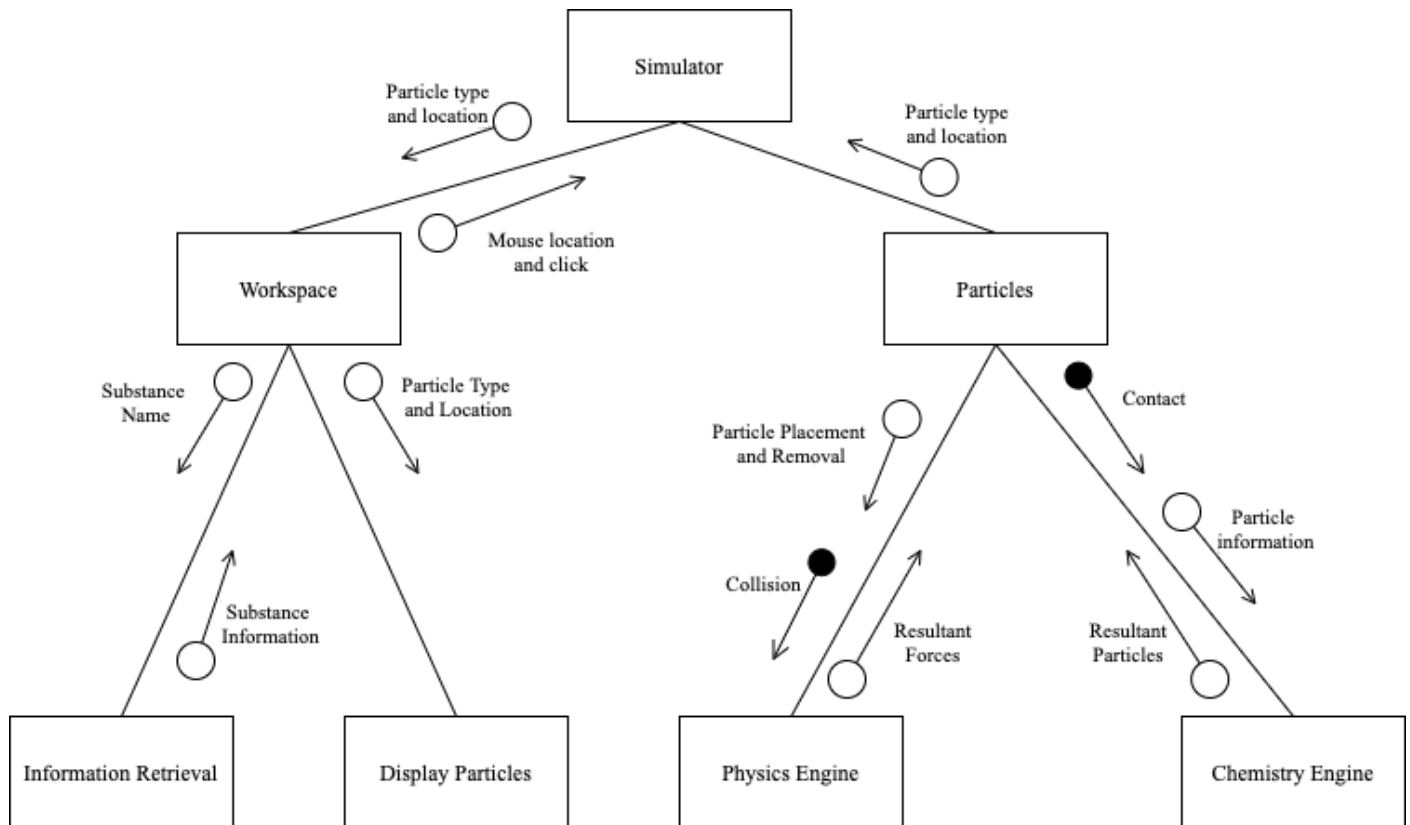 Simulator
Particle type
and location
Particle type
and location
Mouse location
and click
Workspace
Particles
Substance
Name
Particle Type
and Location
Contact
Particle Placement
and Removal
Particle
information
Collision
Substance
Information
Resultant
Forces
Resultant
Particles
Information Retrieval
Display Particles
Physics Engine
Chemistry Engine